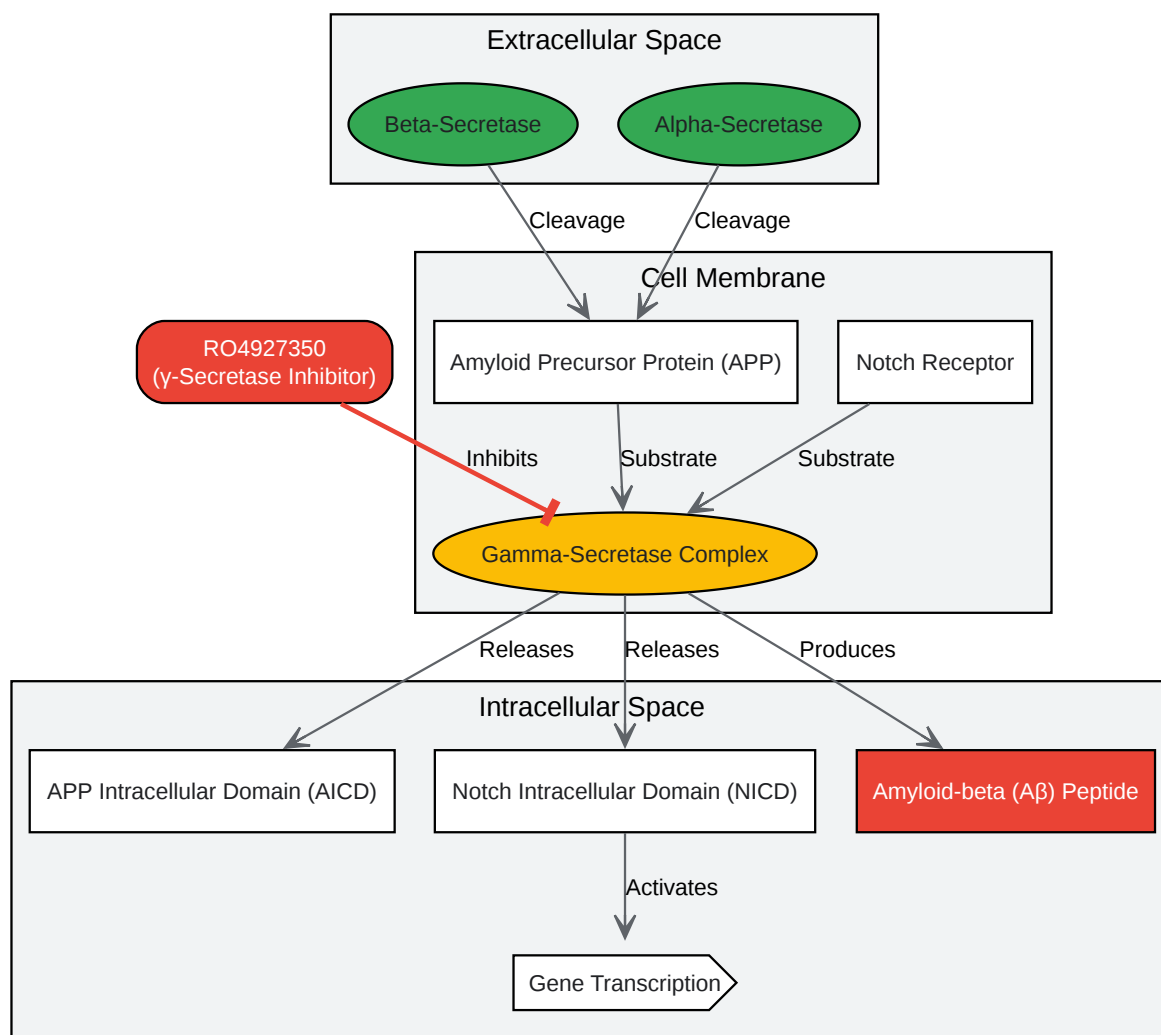 Extracellular Space
Beta-Secretase
Alpha-Secretase
Cleavage
Cleavage
Cell Membrane
RO4927350
(γ-Secretase Inhibitor)
Amyloid Precursor Protein (APP)
Notch Receptor
Inhibits
Substrate
Substrate
Gamma-Secretase Complex
Releases
Releases
Produces
Intracellular Space
APP Intracellular Domain (AICD)
Notch Intracellular Domain (NICD)
Amyloid-beta (Aβ) Peptide
Activates
Gene Transcription